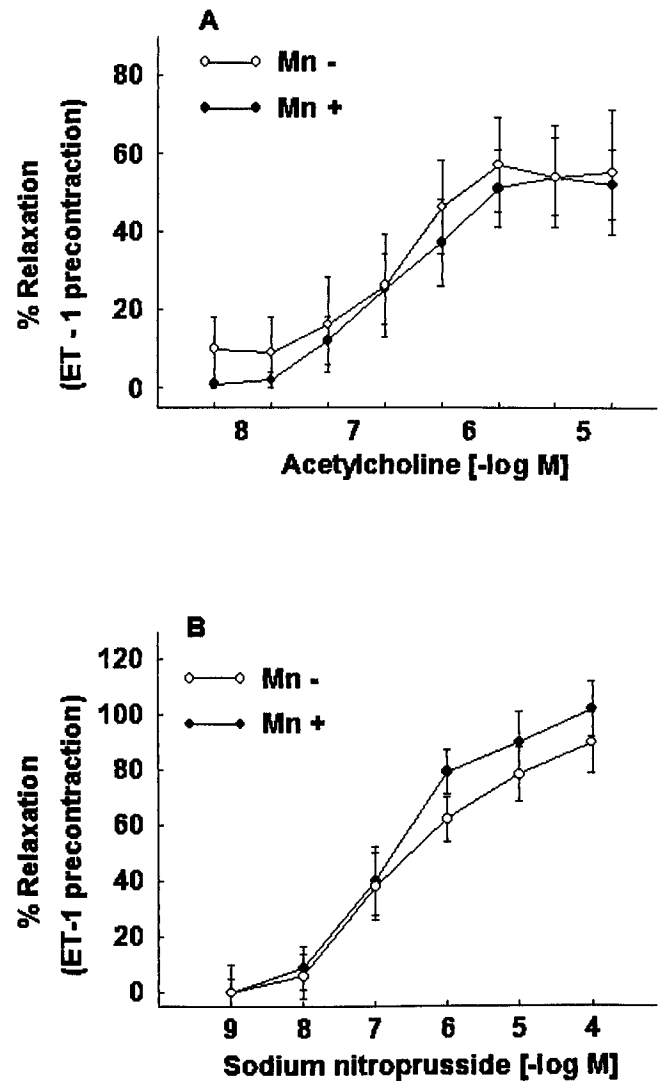 A
Mn -
Mn +
80
60
40
20
0
% Relaxation
(ET - 1 precontraction)
8 7 6 5
Acetylcholine [-log M]
B
Mn -
Mn +
120
100
80
60
40
20
0
% Relaxation
(ET-1 precontraction)
9 8 7 6 5 4
Sodium nitroprusside [-log M]